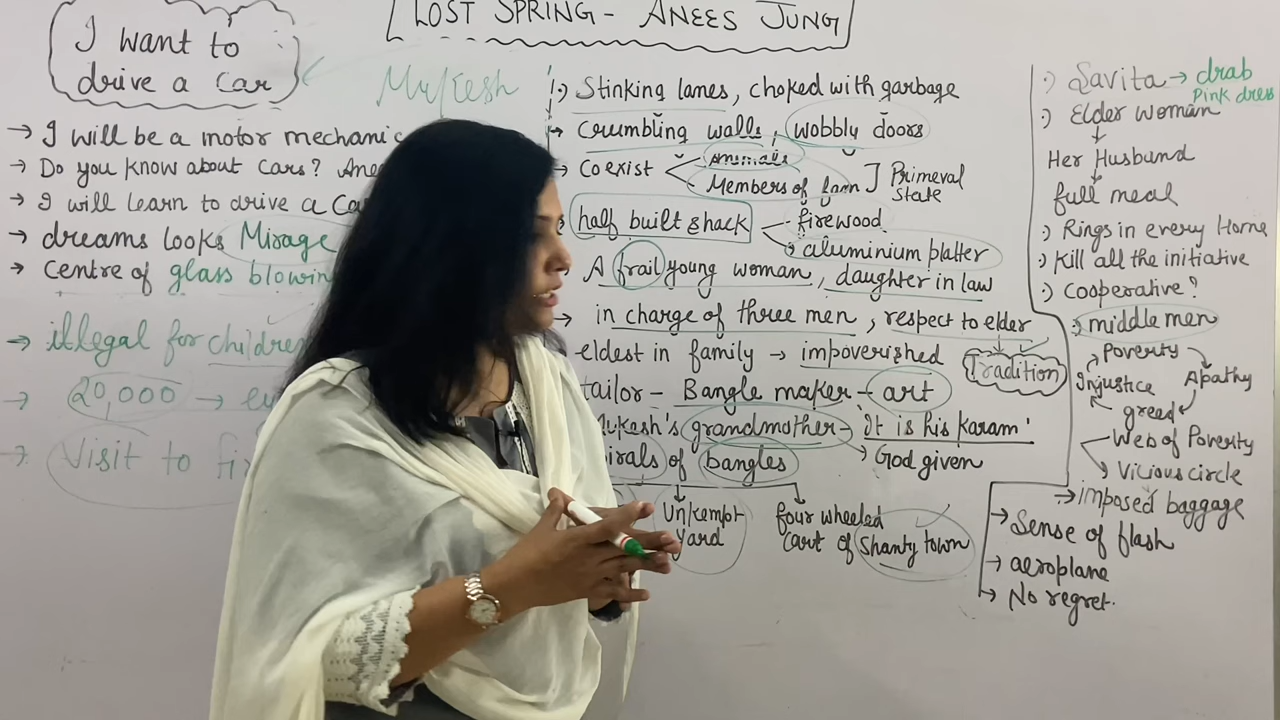 LOST SPRING - ANEES JUNG
I want to
drive a car
Mukesh
→ I will be a motor mechanic
→ Do you know about cars?
→ I will learn to drive a
→ dreams looks Mirage
→ Centre of glass
→ illegal for
→ 20,000 →
→ Visit to
:) Stinking lanes, choked with garbage
→ Crumbling walls, wobbly doors
→ Coexist
animals
Members of fam
Primeval
state
half built shack
firewood
aluminium platter
A frail young woman, daughter in law
→ in charge of three men, respect to elder
Tradition
eldest in family → impoverished
tailor - Bangle maker - art
Mukesh's grandmother - 'It is his karam'
→ God given
of bangles
Unkempt
yard
four wheeled
cart of Shanty town
:) Savita → drab
Pink dress
:) Elder woman
Her Husband
full meal
:) Rings in every Home
:) Kill all the initiative
:) Cooperative?
:) middle men
Poverty
Apathy
greed
Injustice
Web of Poverty
Vicious circle
→ imposed baggage
→ Sense of flash
→ aeroplane
→ No regret.